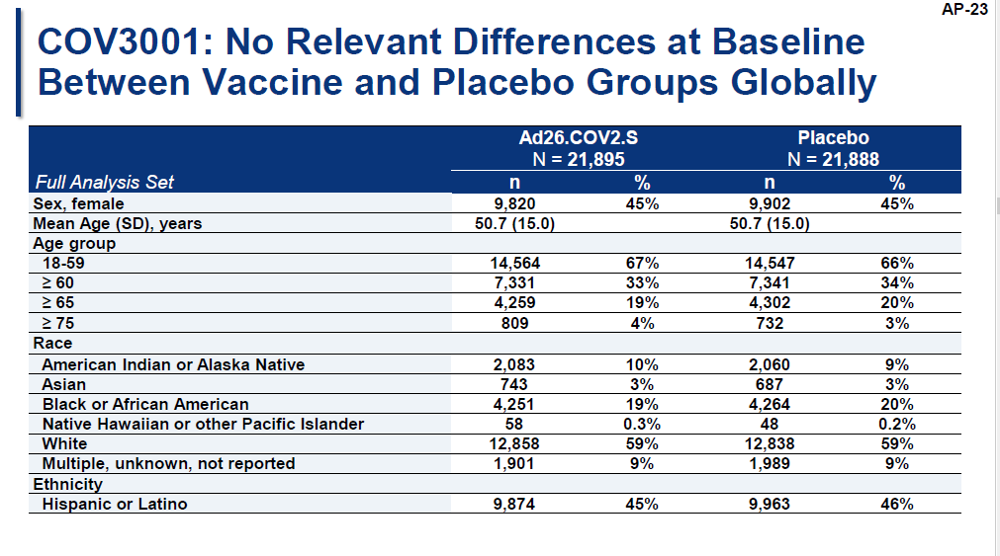 AP-23
COV3001: No Relevant Differences at Baseline
Between Vaccine and Placebo Groups Globally
Ad26.COV2.S Placebo
N = 21,895 N = 21,888
Full Analysis Set n % n %
Sex, female 9,820 45% 9,902 45%
Mean Age (SD), years 50.7 (15.0) 50.7 (15.0)
Age group
18-59 14,564 67% 14,547 66%
≥ 60 7,331 33% 7,341 34%
≥ 65 4,259 19% 4,302 20%
≥ 75 809 4% 732 3%
Race
American Indian or Alaska Native 2,083 10% 2,060 9%
Asian 743 3% 687 3%
Black or African American 4,251 19% 4,264 20%
Native Hawaiian or other Pacific Islander 58 0.3% 48 0.2%
White 12,858 59% 12,838 59%
Multiple, unknown, not reported 1,901 9% 1,989 9%
Ethnicity
Hispanic or Latino 9,874 45% 9,963 46%